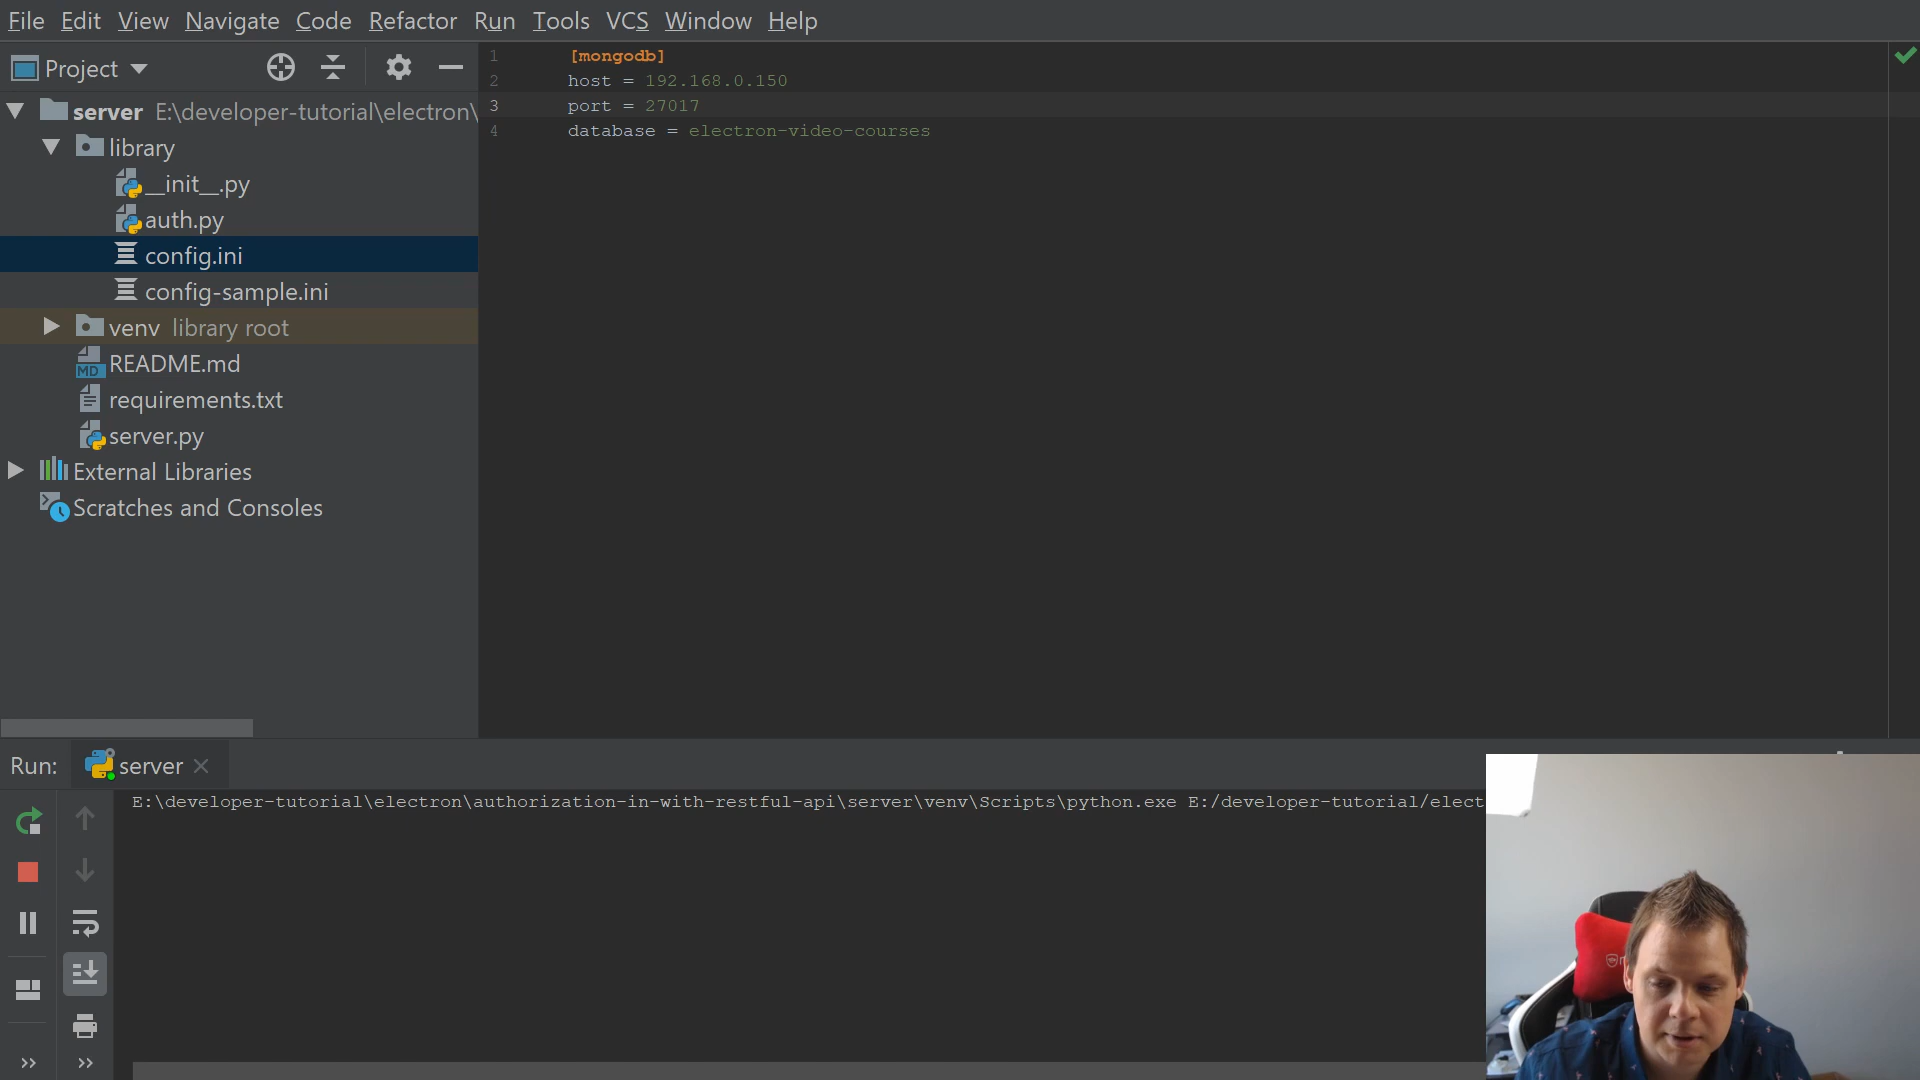 File Edit View Navigate Code Refactor Run Tools VCS Window Help
Project
server E:\developer-tutorial\electron\
library
__init__.py
auth.py
config.ini
config-sample.ini
venv library root
MD README.md
requirements.txt
server.py
External Libraries
Scratches and Consoles
1 [mongodb]
2 host = 192.168.0.150
3 port = 27017
4 database = electron-video-courses
Run: server
E:\developer-tutorial\electron\authorization-in-with-restful-api\server\venv\Scripts\python.exe E:/developer-tutorial/elect